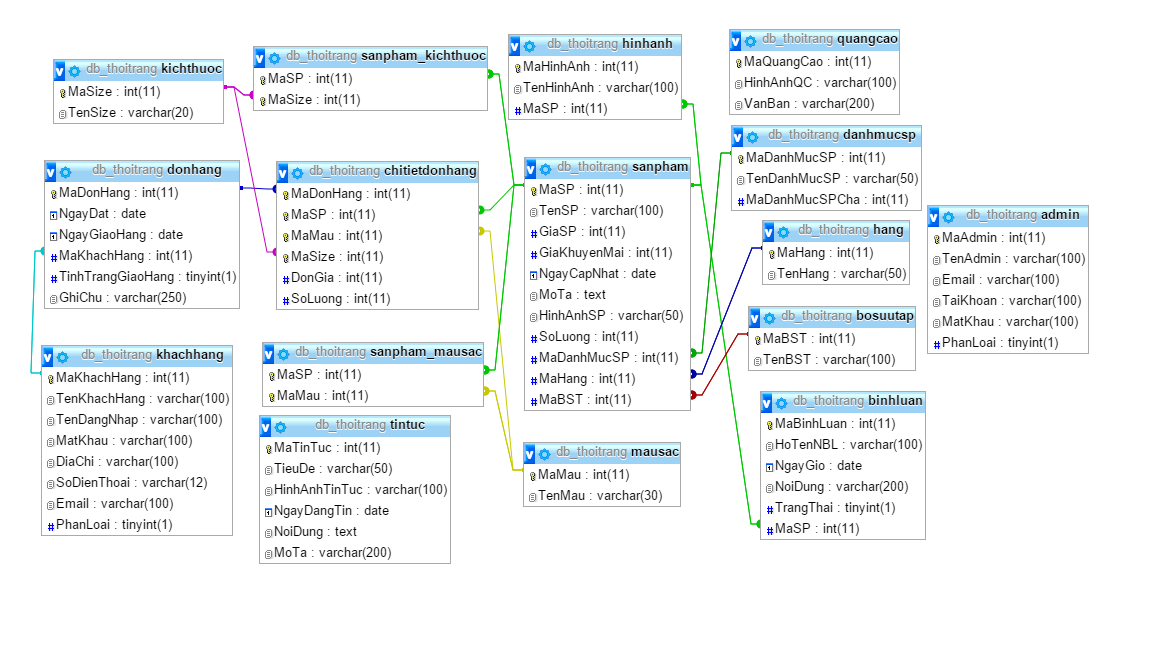 db_thoitrang kichthuoc
MaSize : int(11)
TenSize : varchar(20)
db_thoitrang sanpham_kichthuoc
MaSP : int(11)
MaSize : int(11)
db_thoitrang hinhanh
MaHinhAnh : int(11)
TenHinhAnh : varchar(100)
MaSP : int(11)
db_thoitrang quangcao
MaQuangCao : int(11)
HinhAnhQC : varchar(100)
VanBan : varchar(200)
db_thoitrang donhang
MaDonHang : int(11)
NgayDat : date
NgayGiaoHang : date
MaKhachHang : int(11)
TinhTrangGiaoHang : tinyint(1)
GhiChu : varchar(250)
db_thoitrang chitietdonhang
MaDonHang : int(11)
MaSP : int(11)
MaMau : int(11)
MaSize : int(11)
DonGia : int(11)
SoLuong : int(11)
db_thoitrang sanpham
MaSP : int(11)
TenSP : varchar(100)
GiaSP : int(11)
GiaKhuyenMai : int(11)
NgayCapNhat : date
MoTa : text
HinhAnhSP : varchar(50)
SoLuong : int(11)
MaDanhMucSP : int(11)
MaHang : int(11)
MaBST : int(11)
db_thoitrang danhmucsp
MaDanhMucSP : int(11)
TenDanhMucSP : varchar(50)
MaDanhMucSPCha : int(11)
db_thoitrang hang
MaHang : int(11)
TenHang : varchar(50)
db_thoitrang admin
MaAdmin : int(11)
TenAdmin : varchar(100)
Email : varchar(100)
TaiKhoan : varchar(100)
MatKhau : varchar(100)
PhanLoai : tinyint(1)
db_thoitrang bosuutap
MaBST : int(11)
TenBST : varchar(100)
db_thoitrang khachhang
MaKhachHang : int(11)
TenKhachHang : varchar(100)
TenDangNhap : varchar(100)
MatKhau : varchar(100)
DiaChi : varchar(100)
SoDienThoai : varchar(12)
Email : varchar(100)
PhanLoai : tinyint(1)
db_thoitrang sanpham_mausac
MaSP : int(11)
MaMau : int(11)
db_thoitrang tintuc
MaTinTuc : int(11)
TieuDe : varchar(50)
HinhAnhTinTuc : varchar(100)
NgayDangTin : date
NoiDung : text
MoTa : varchar(200)
db_thoitrang mausac
MaMau : int(11)
TenMau : varchar(30)
db_thoitrang binhluan
MaBinhLuan : int(11)
HoTenNBL : varchar(100)
NgayGio : date
NoiDung : varchar(200)
TrangThai : tinyint(1)
MaSP : int(11)